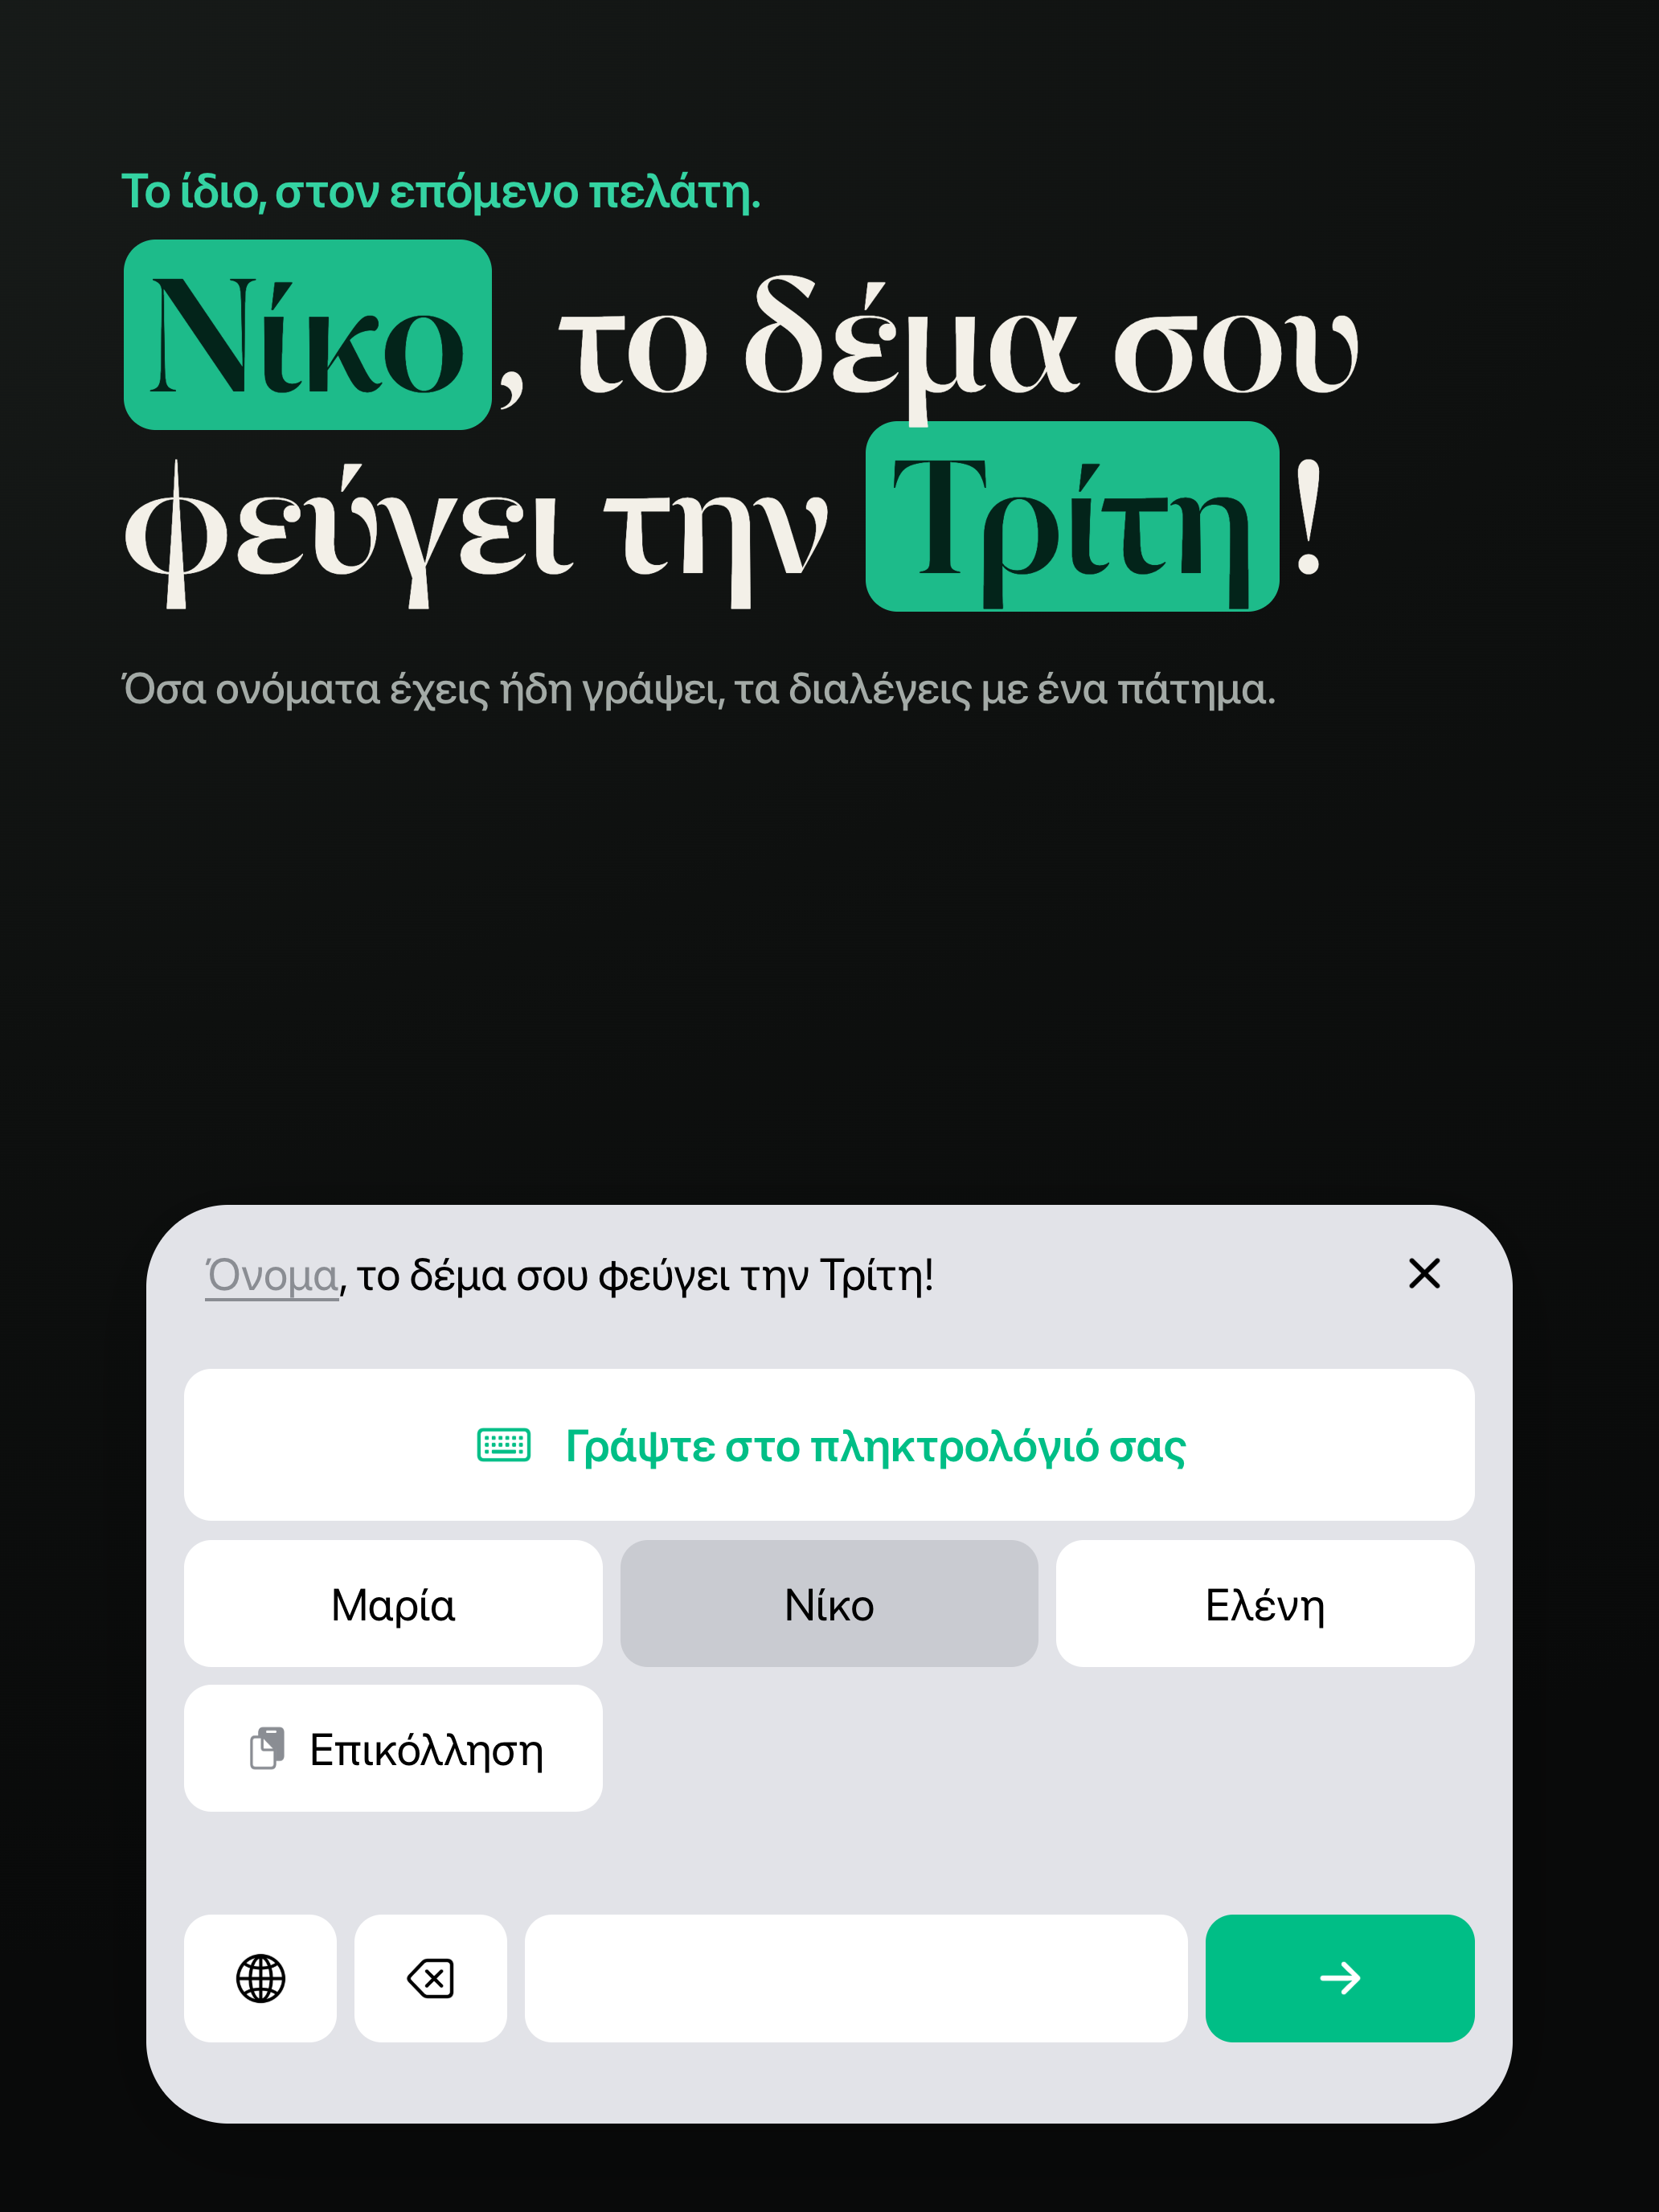 Το ίδιο, στον επόμενο πελάτη.
Νίκο, το δέμα σου
φεύγει την Τρίτη!
Όσα ονόματα έχεις ήδη γράψει, τα διαλέγεις με ένα πάτημα.
Όνομα, το δέμα σου φεύγει την Τρίτη!
Γράψτε στο πληκτρολόγιό σας
Μαρία Νίκο Ελένη
Επικόλληση